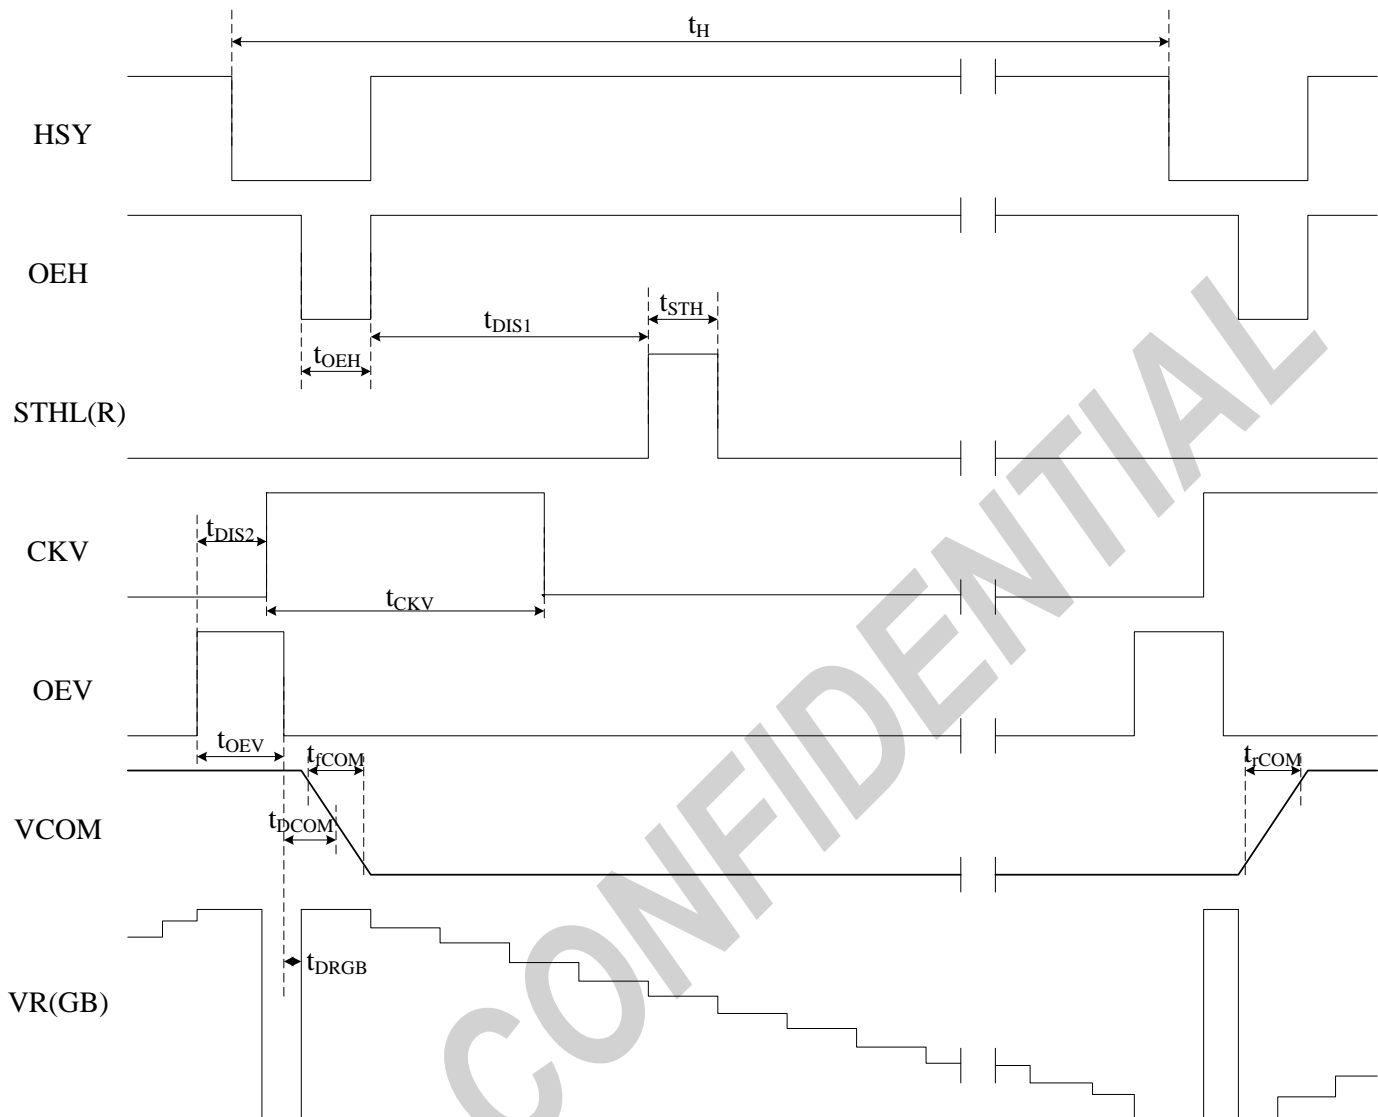 tH
HSY
OEH
tSTH
tDIS1
tOEH
STHL(R)
tDIS2
CKV
tCKV
OEV
tOEV
tfCOM
trCOM
tDCOM
VCOM
tDRGB
VR(GB)
CONFIDENTIAL